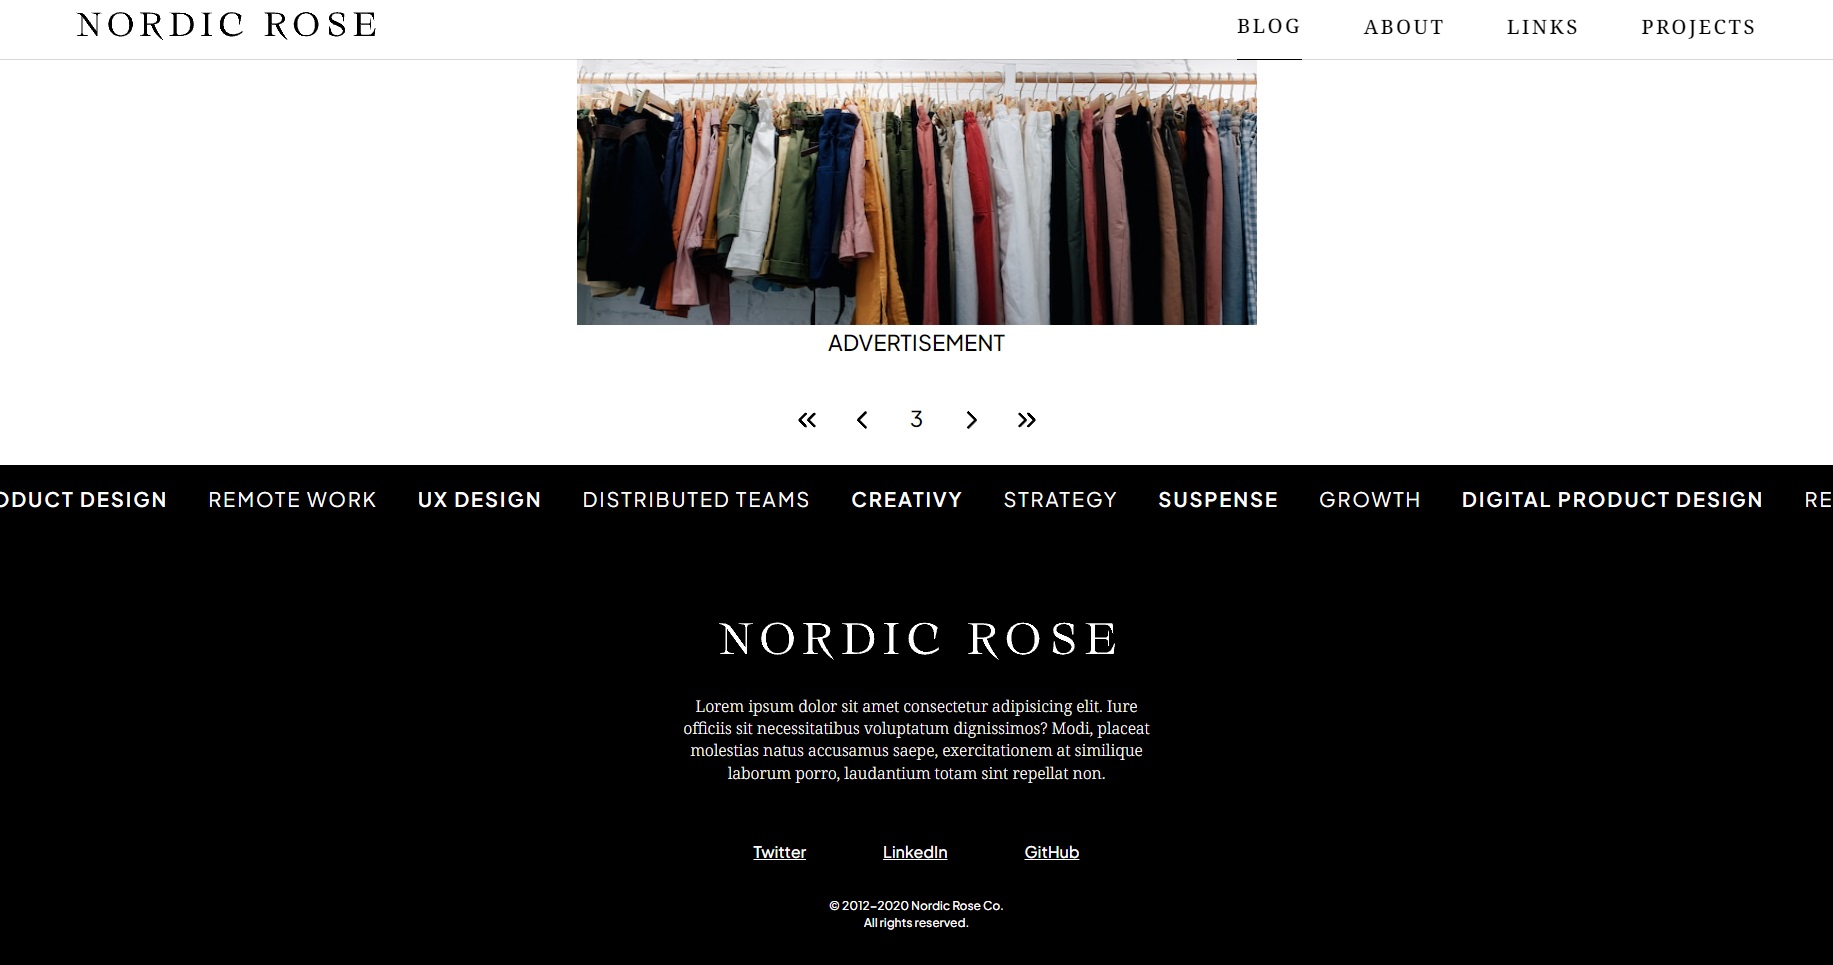 NORDIC ROSE BLOG ABOUT LINKS PROJECTS
ADVERTISEMENT
3
ODUCT DESIGN REMOTE WORK UX DESIGN DISTRIBUTED TEAMS CREATIVY STRATEGY SUSPENSE GROWTH DIGITAL PRODUCT DESIGN RE
NORDIC ROSE
Lorem ipsum dolor sit amet consectetur adipisicing elit. Iure
officiis sit necessitatibus voluptatum dignissimos? Modi, placeat
molestias natus accusamus saepe, exercitationem at similique
laborum porro, laudantium totam sint repellat non.
Twitter LinkedIn GitHub
© 2012–2020 Nordic Rose Co.
All rights reserved.